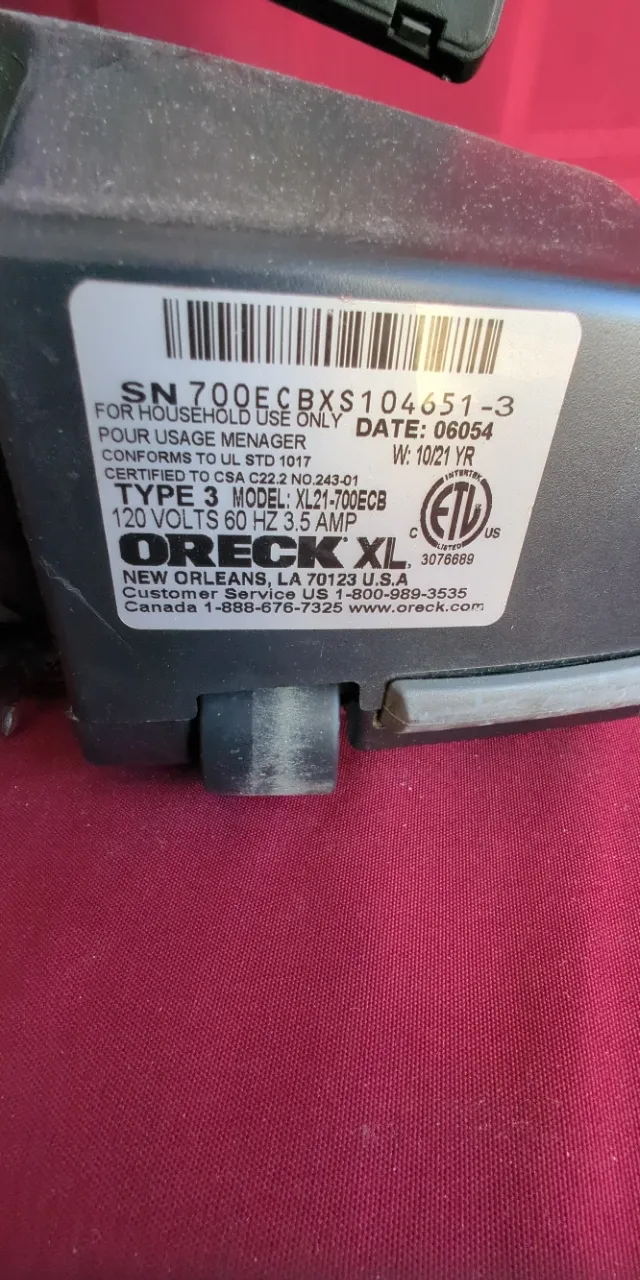 SN 700ECBXS104651-3
FOR HOUSEHOLD USE ONLY DATE: 06054
POUR USAGE MENAGER W: 10/21 YR
CONFORMS TO UL STD 1017
CERTIFIED TO CSA C22.2 NO.243-01
TYPE 3 MODEL: XL21-700ECB
120 VOLTS 60 HZ 3.5 AMP
INTERTEK
ETL
C US
LISTED
3076689
ORECK XL
NEW ORLEANS, LA 70123 U.S.A
Customer Service US 1-800-989-3535
Canada 1-888-676-7325 www.oreck.com